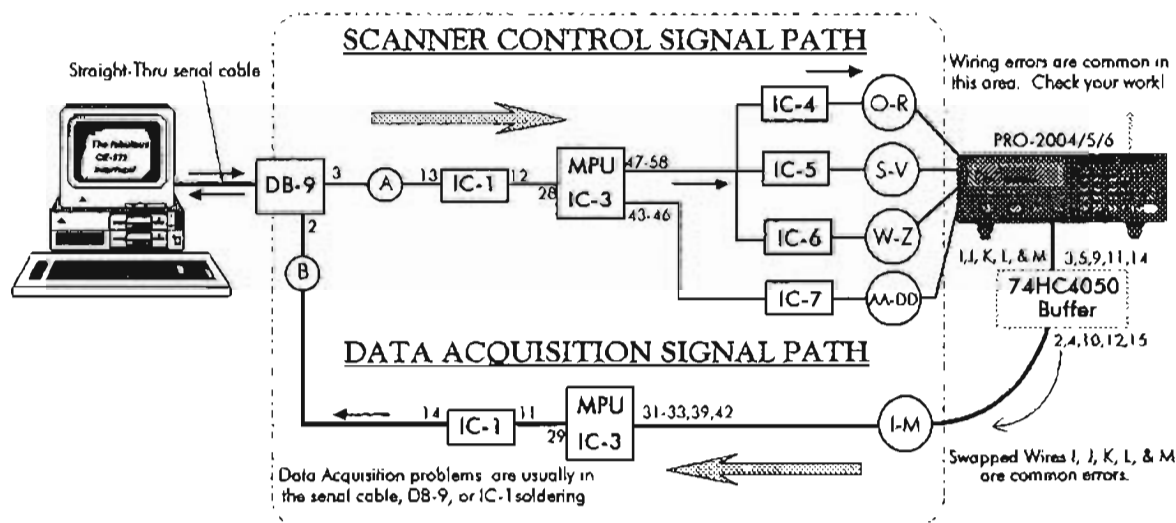 SCANNER CONTROL SIGNAL PATH
Straight-Thru serial cable
Wiring errors are common in
this area. Check your work!
PRO-2004/5/6
The fabulous
CE-232
Interface!
DB-9
3
2
A
B
13
IC-1
12
28
MPU
IC-3
47-58
43-46
IC-4
O-R
IC-5
S-V
IC-6
W-Z
IC-7
AA-DD
I, J, K, L, & M
3,5,9,11,14
74HC4050
Buffer
2,4,10,12,15
DATA ACQUISITION SIGNAL PATH
14
IC-1
11
29
MPU
IC-3
31-33,39,42
I-M
Data Acquisition problems are usually in
the serial cable, DB-9, or IC-1 soldering
Swapped Wires I, J, K, L, & M
are common errors.